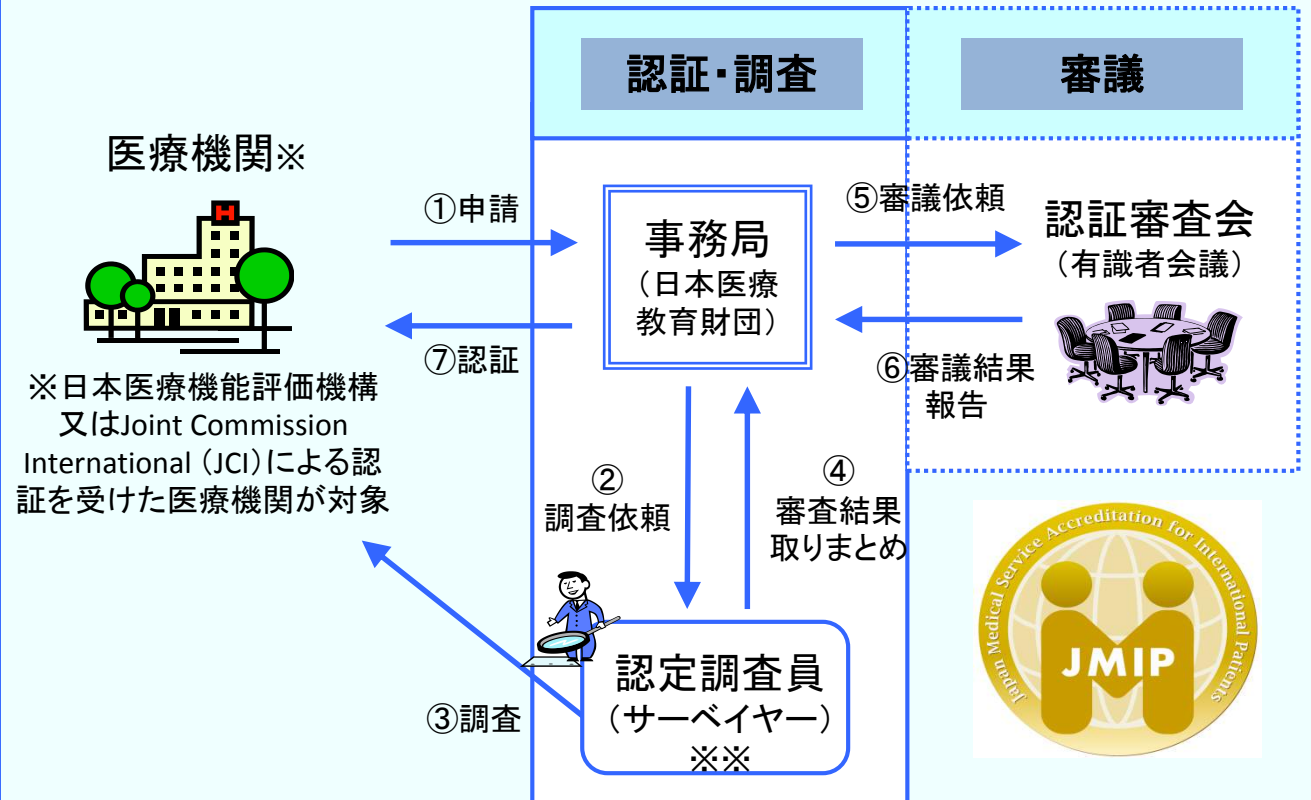 認証・調査
審議
医療機関※
①申請
⑦認証
※日本医療機能評価機構
又はJoint Commission
International（JCI）による認
証を受けた医療機関が対象
事務局
（日本医療
教育財団）
⑤審議依頼
⑥審議結果
報告
認証審査会
（有識者会議）
②
調査依頼
④
審査結果
取りまとめ
③調査
認定調査員
（サーベイヤー）
※※
Japan Medical Service Accreditation for International Patients
JMIP
H